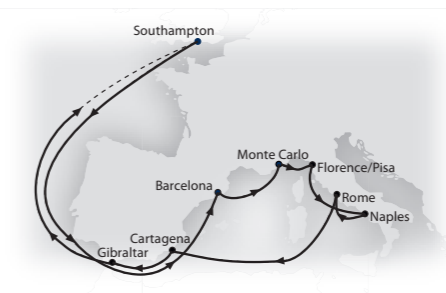 Southampton
Monte Carlo
Florence/Pisa
Barcelona
Rome
Naples
Cartagena
Gibraltar